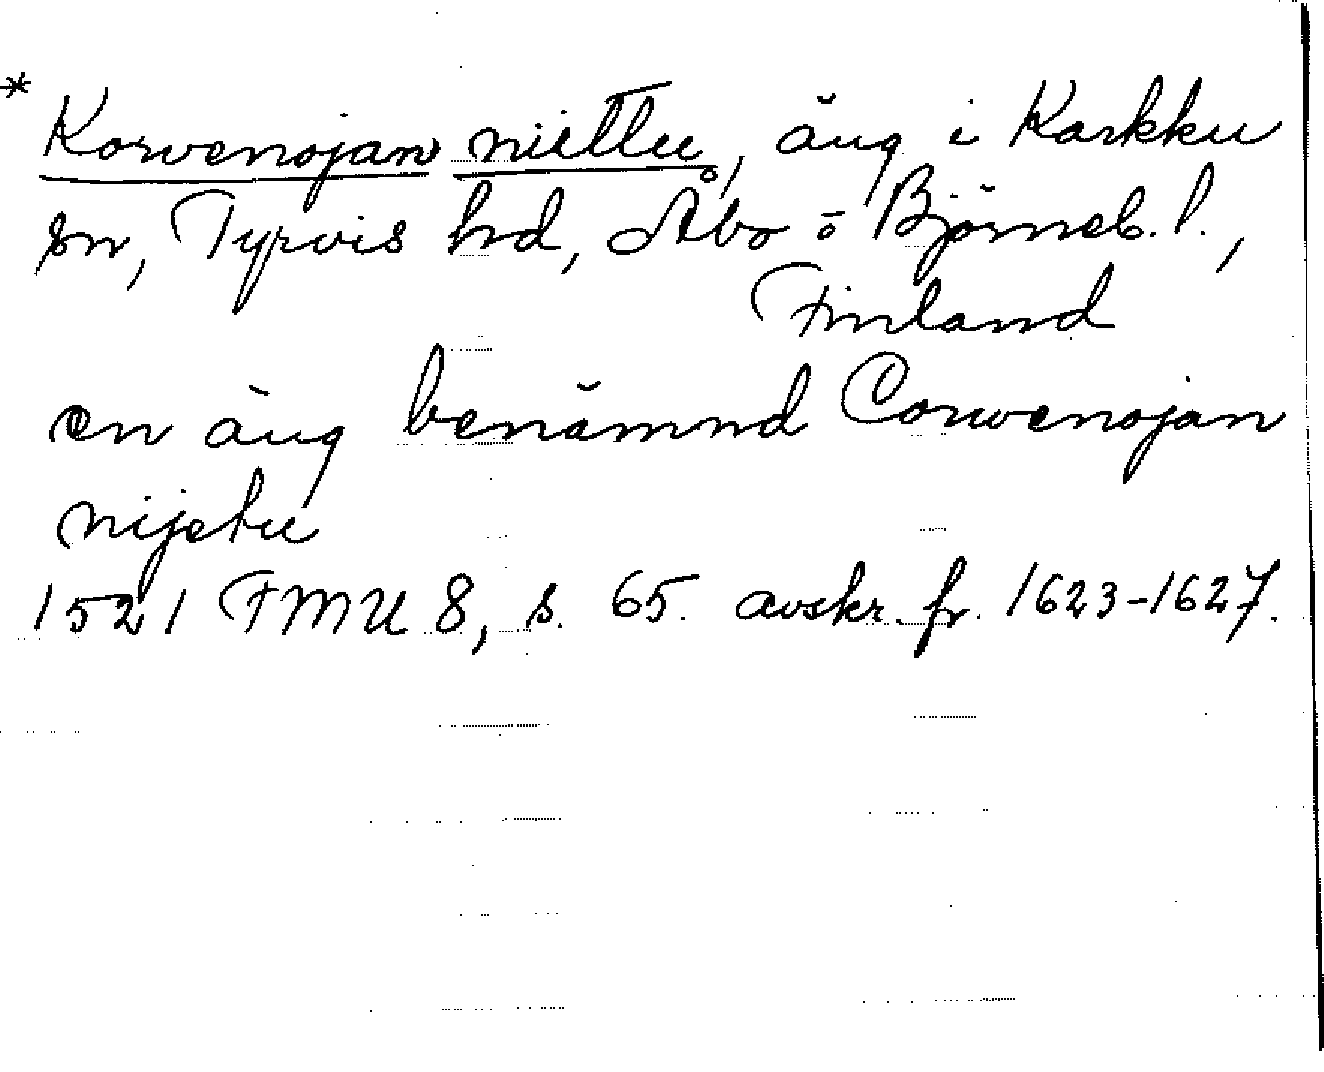 * Korvenojan niittu, äng i Karkku
sn, Tyrvis hd, Åbo o Björneb. l.,
Finland
en äng benämnd Corwenojan
nijetu
1521 FMU 8, s. 65. avskr. fr. 1623-1627.